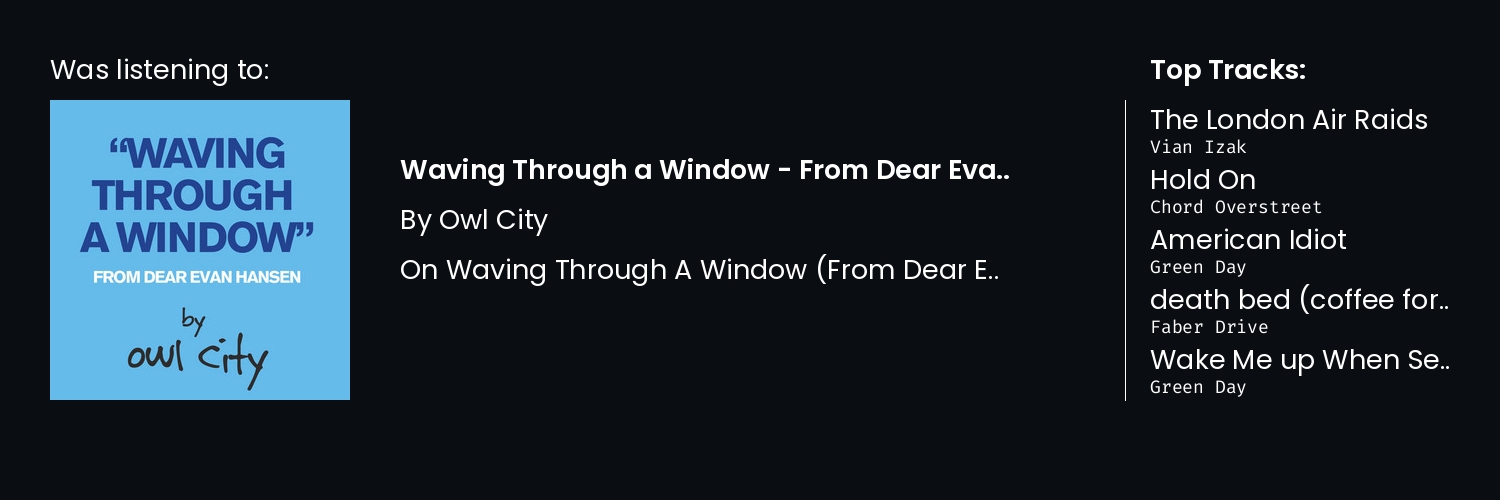 Was listening to:
“WAVING
THROUGH
A WINDOW”
FROM DEAR EVAN HANSEN
by
owl city
Waving Through a Window - From Dear Eva..
By Owl City
On Waving Through A Window (From Dear E..
Top Tracks:
The London Air Raids
Vian Izak
Hold On
Chord Overstreet
American Idiot
Green Day
death bed (coffee for..
Faber Drive
Wake Me up When Se..
Green Day